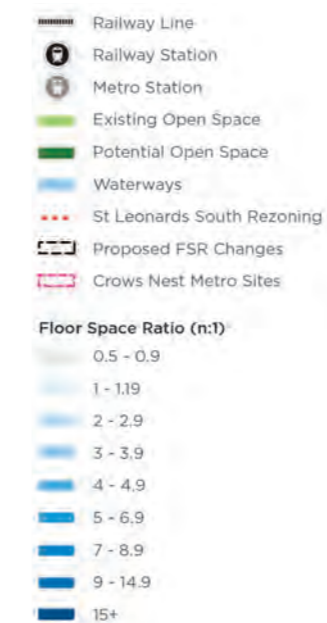 Railway Line
Railway Station
Metro Station
Existing Open Space
Potential Open Space
Waterways
St Leonards South Rezoning
Proposed FSR Changes
Crows Nest Metro Sites
Floor Space Ratio (n:1)
0.5 - 0.9
1 - 1.19
2 - 2.9
3 - 3.9
4 - 4.9
5 - 6.9
7 - 8.9
9 - 14.9
15+